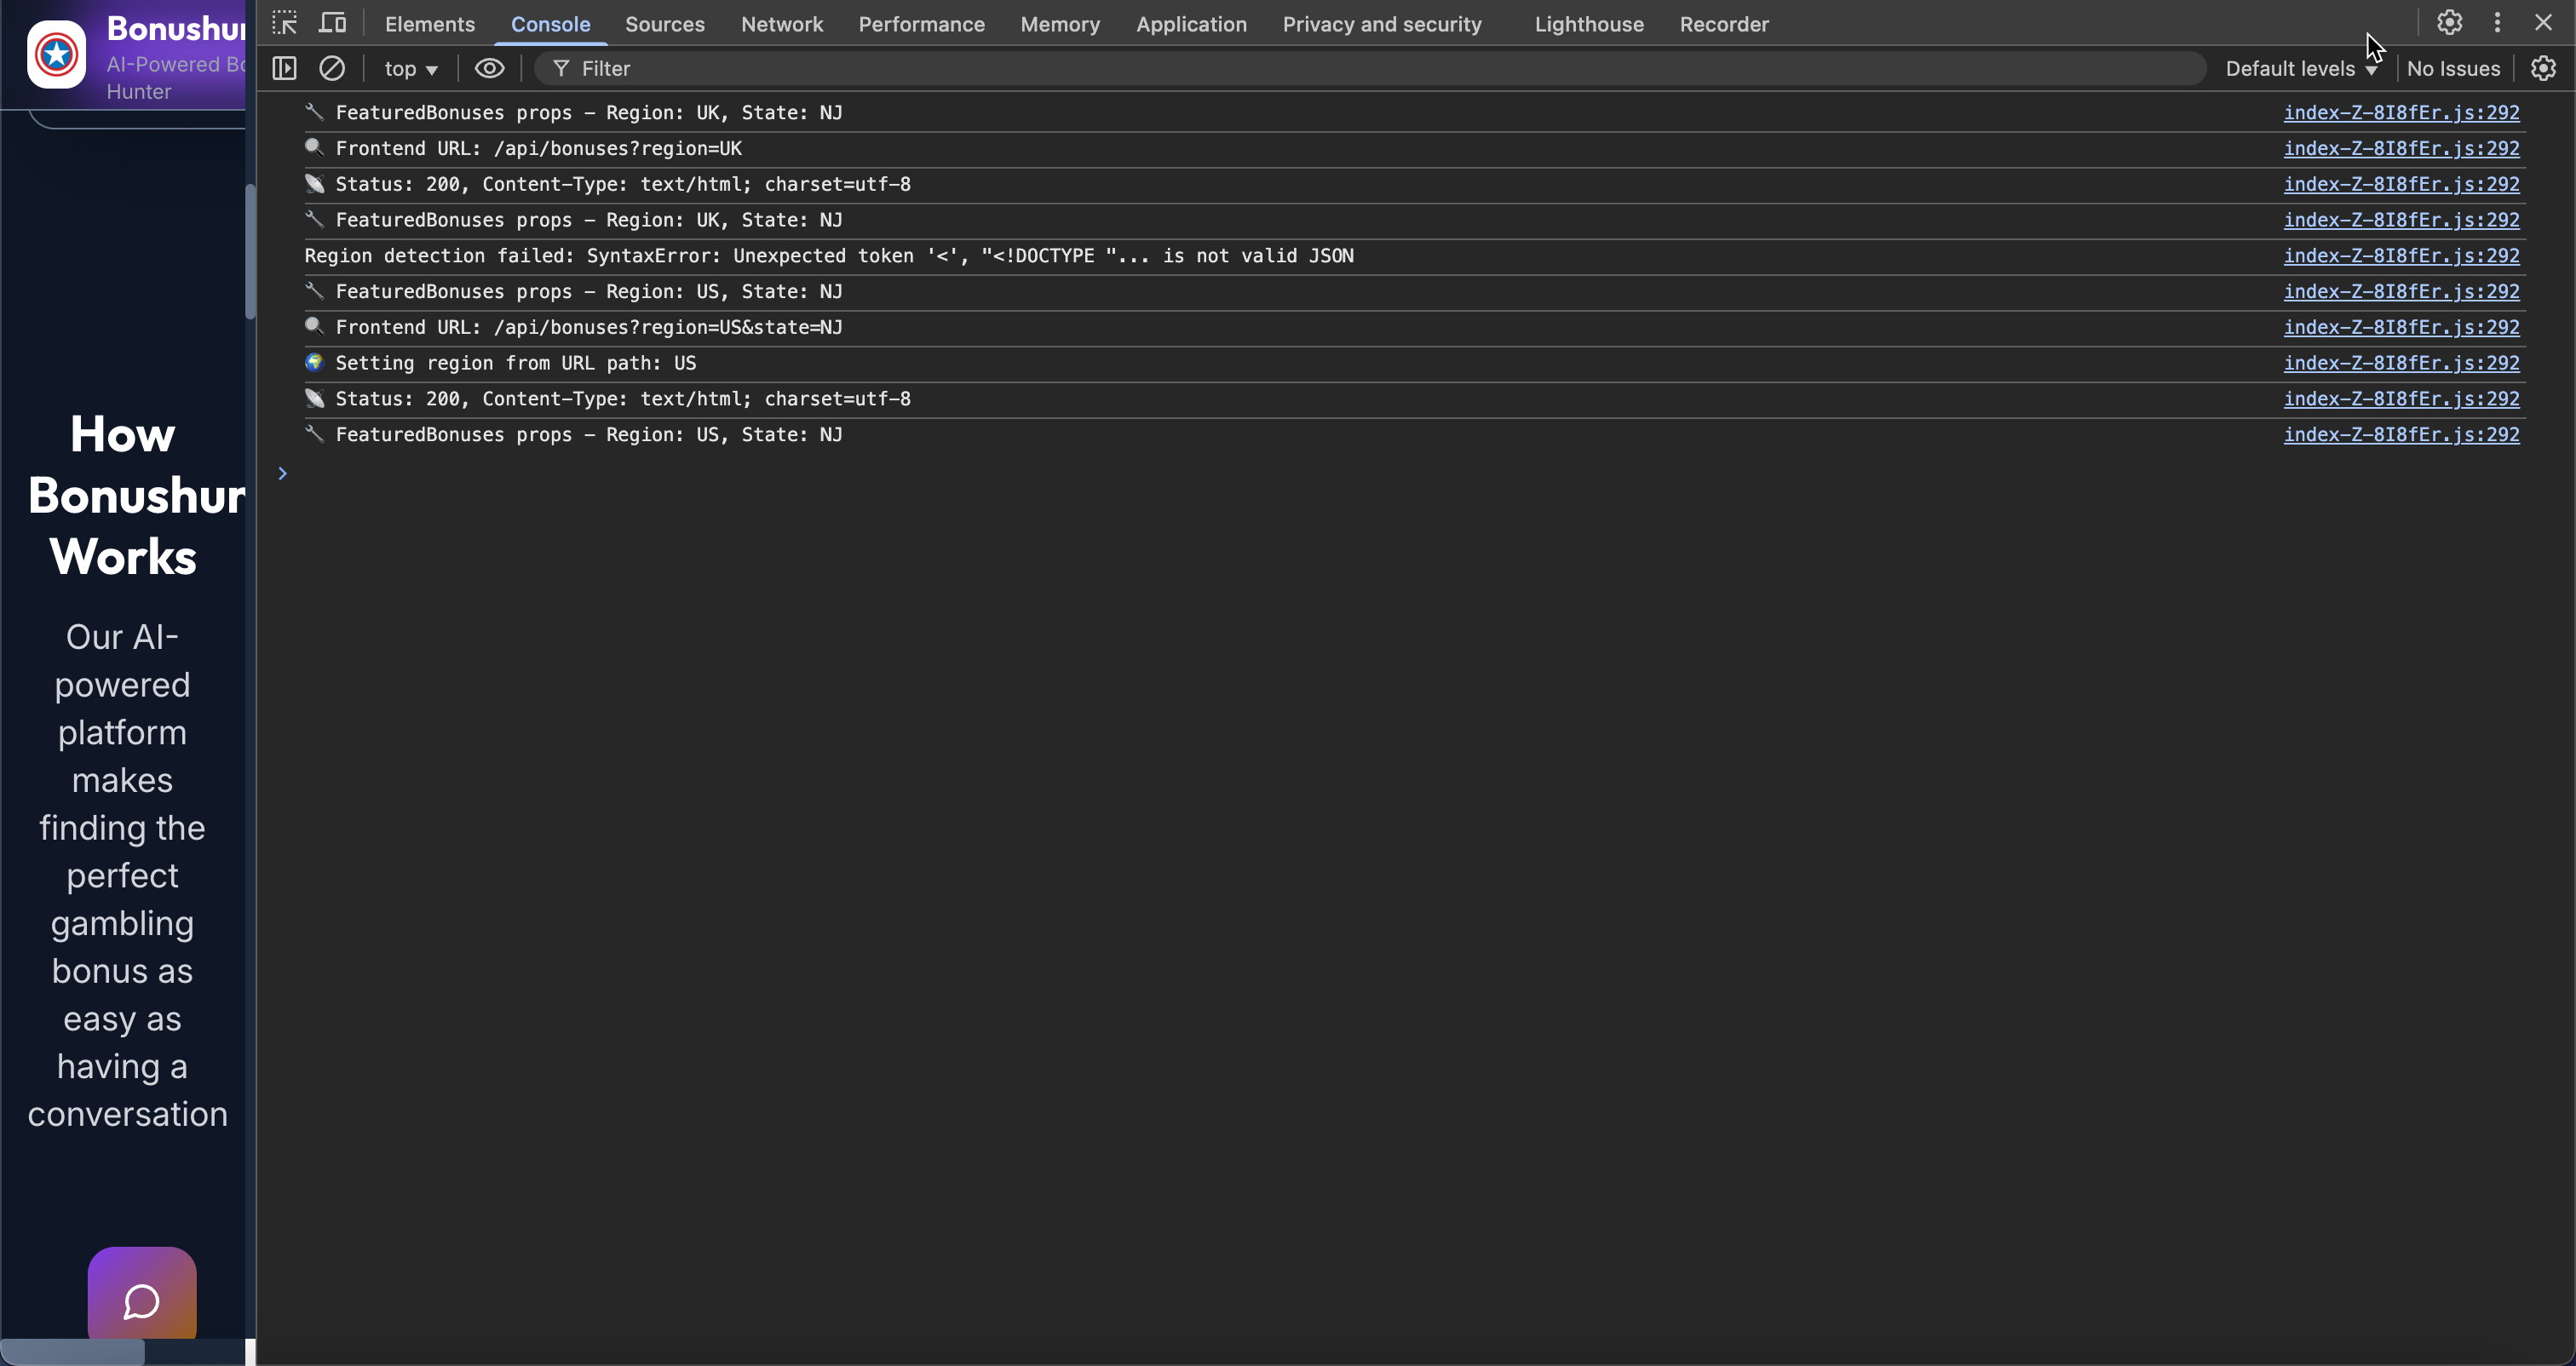 Bonushur
AI-Powered Bo
Hunter
How
Bonushur
Works
Our AI-
powered
platform
makes
finding the
perfect
gambling
bonus as
easy as
having a
conversation
Elements Console Sources Network Performance Memory Application Privacy and security Lighthouse Recorder
top Filter Default levels No Issues
FeaturedBonuses props – Region: UK, State: NJ index-Z-8I8fEr.js:292
Frontend URL: /api/bonuses?region=UK index-Z-8I8fEr.js:292
Status: 200, Content-Type: text/html; charset=utf-8 index-Z-8I8fEr.js:292
FeaturedBonuses props – Region: UK, State: NJ index-Z-8I8fEr.js:292
Region detection failed: SyntaxError: Unexpected token '<', "<!DOCTYPE "... is not valid JSON index-Z-8I8fEr.js:292
FeaturedBonuses props – Region: US, State: NJ index-Z-8I8fEr.js:292
Frontend URL: /api/bonuses?region=US&state=NJ index-Z-8I8fEr.js:292
Setting region from URL path: US index-Z-8I8fEr.js:292
Status: 200, Content-Type: text/html; charset=utf-8 index-Z-8I8fEr.js:292
FeaturedBonuses props – Region: US, State: NJ index-Z-8I8fEr.js:292